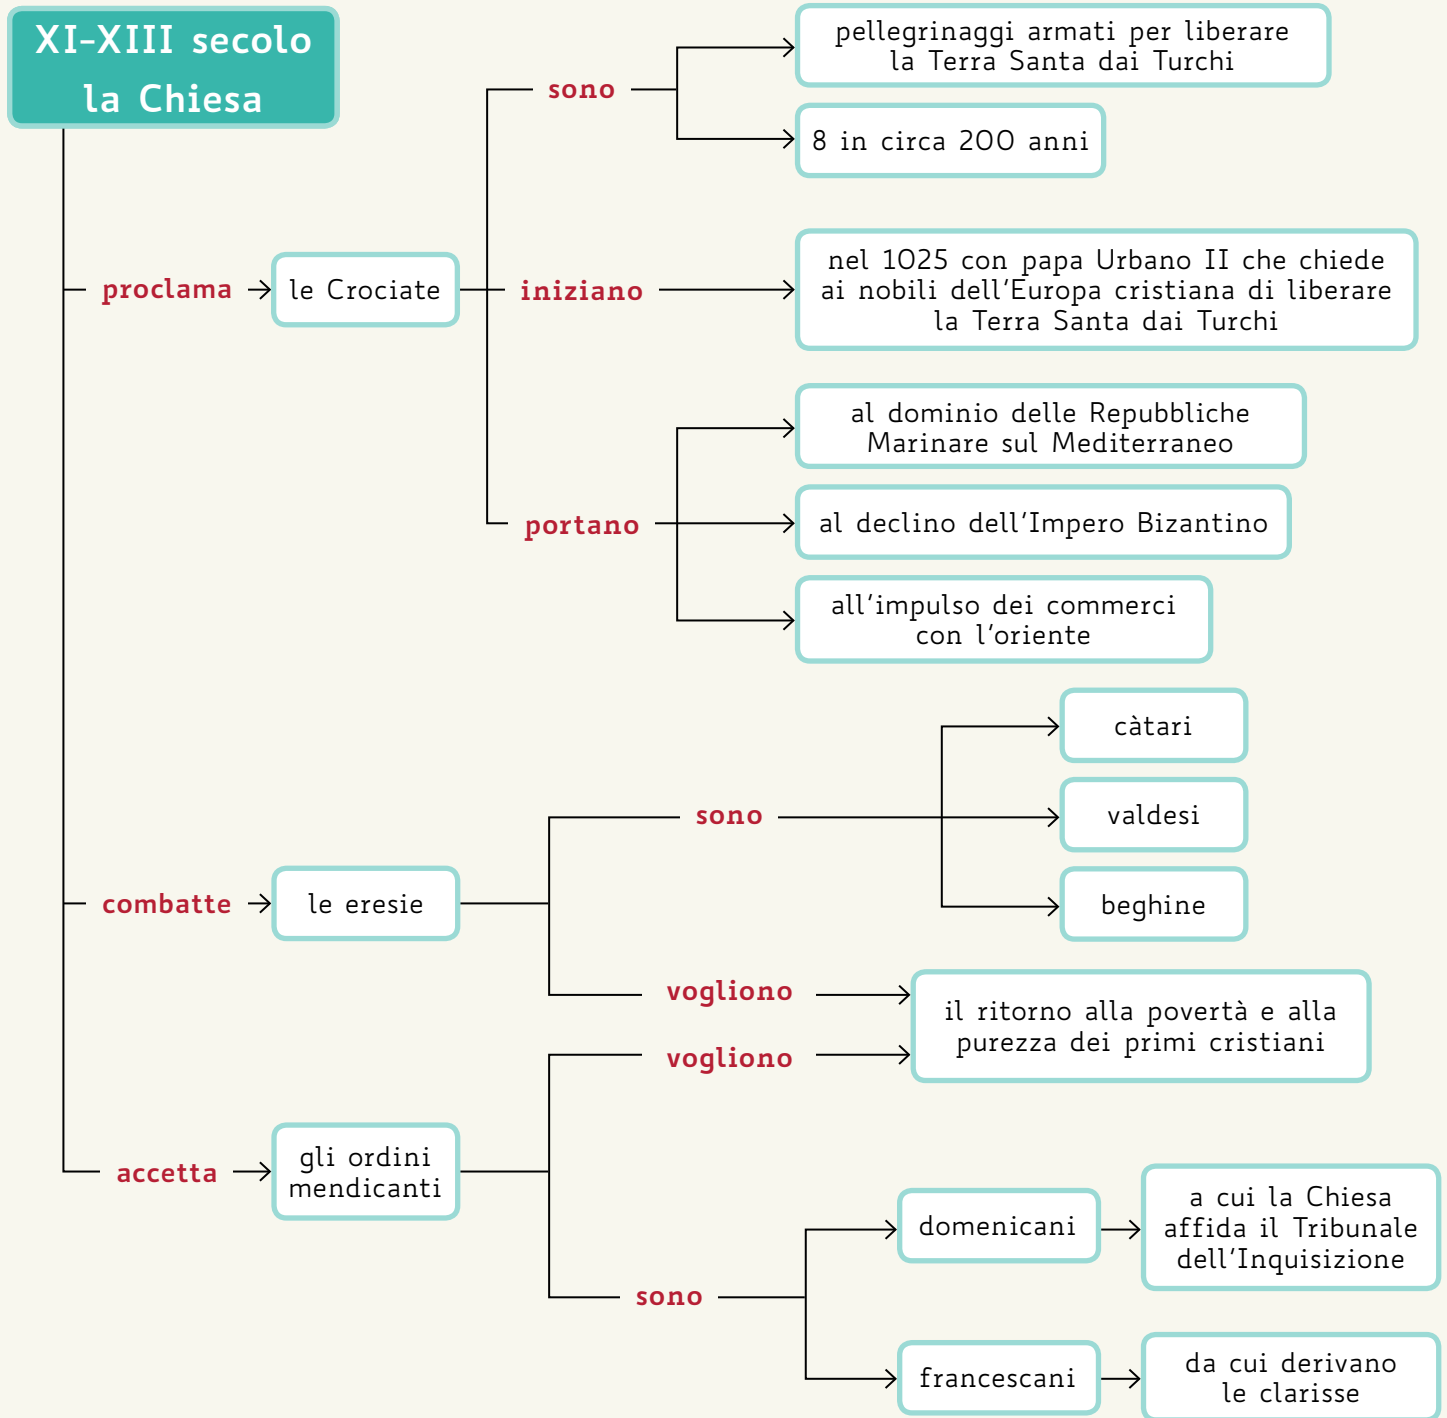 XI-XIII secolo
la Chiesa
proclama
le Crociate
sono
pellegrinaggi armati per liberare
la Terra Santa dai Turchi
8 in circa 200 anni
iniziano
nel 1025 con papa Urbano II che chiede
ai nobili dell'Europa cristiana di liberare
la Terra Santa dai Turchi
portano
al dominio delle Repubbliche
Marinare sul Mediterraneo
al declino dell'Impero Bizantino
all'impulso dei commerci
con l'oriente
combatte
le eresie
sono
càtari
valdesi
beghine
vogliono
il ritorno alla povertà e alla
purezza dei primi cristiani
accetta
gli ordini
mendicanti
vogliono
sono
domenicani
a cui la Chiesa
affida il Tribunale
dell'Inquisizione
francescani
da cui derivano
le clarisse